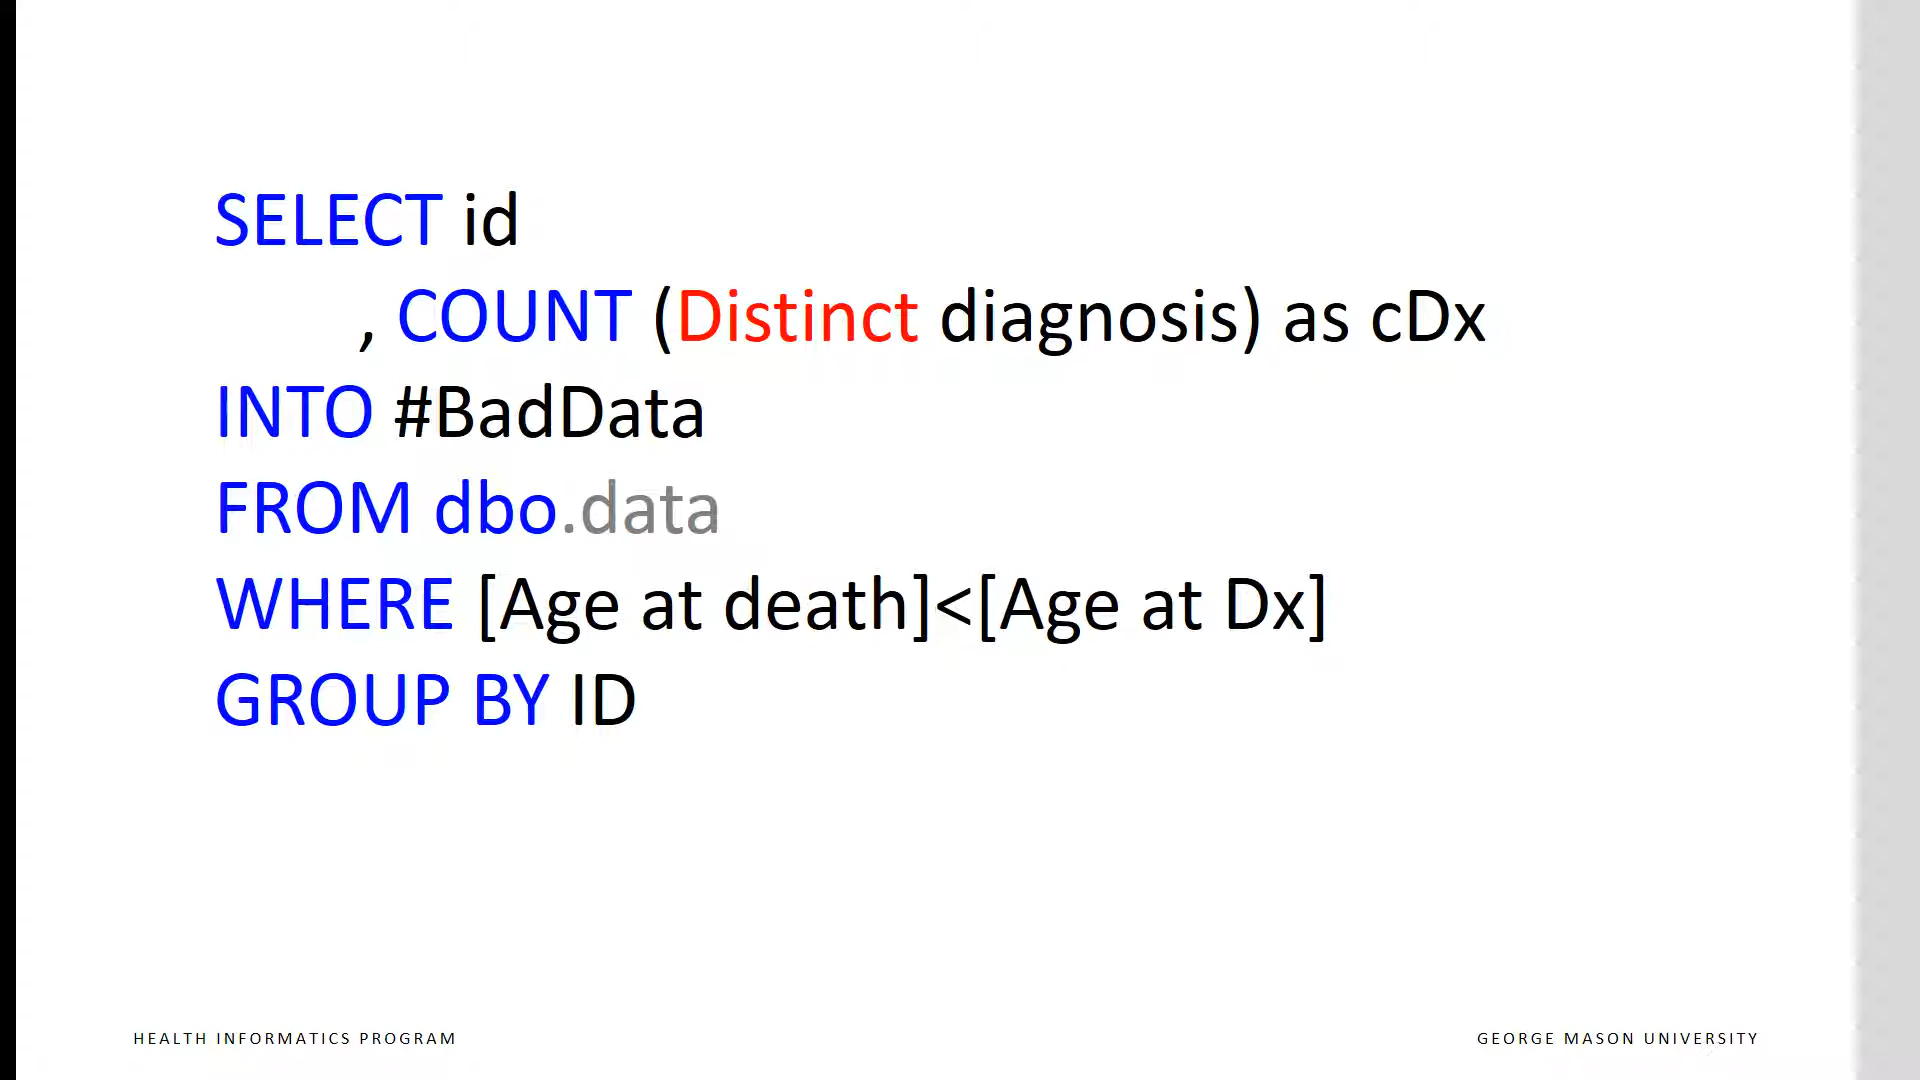 SELECT id
, COUNT (Distinct diagnosis) as cDx
INTO #BadData
FROM dbo.data
WHERE [Age at death]<[Age at Dx]
GROUP BY ID
HEALTH INFORMATICS PROGRAM
GEORGE MASON UNIVERSITY